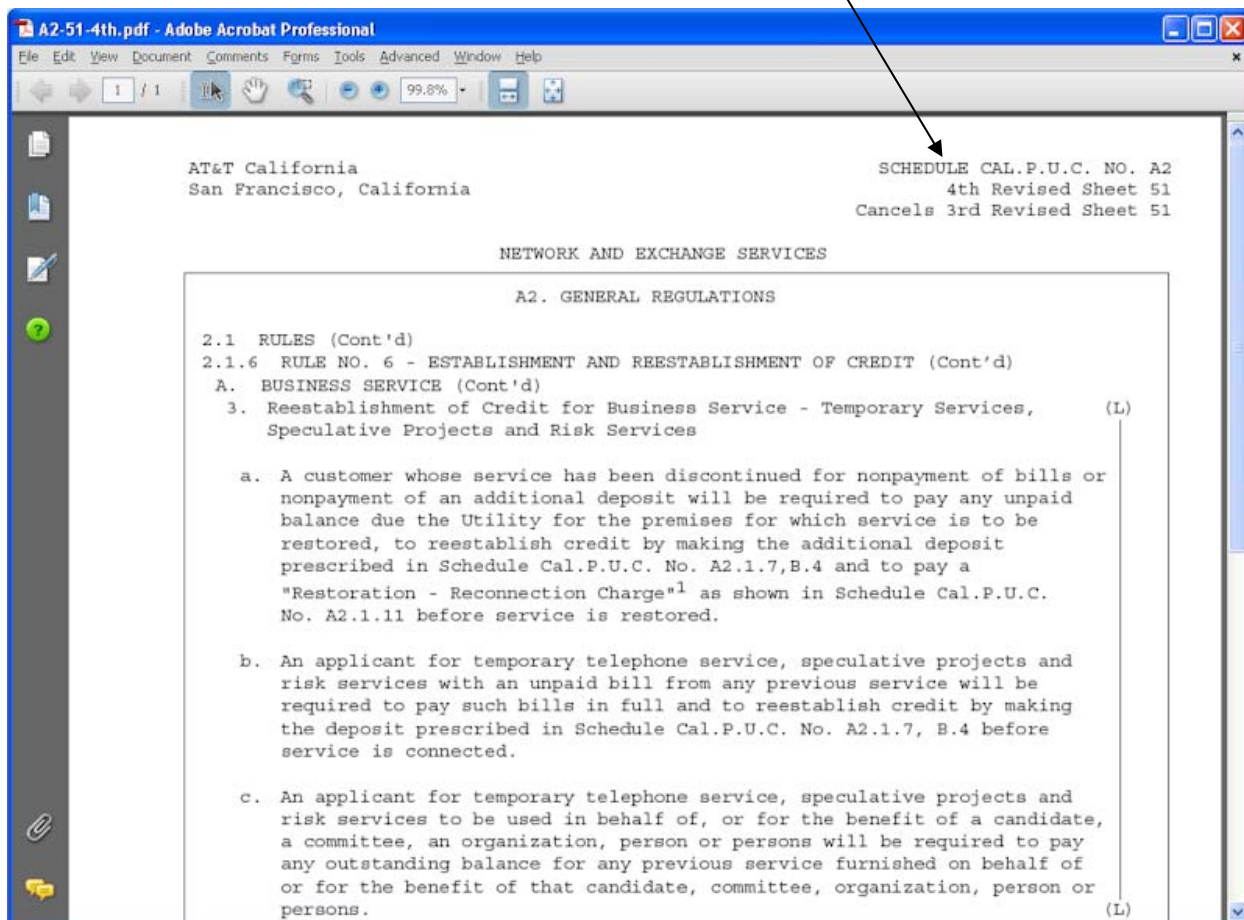 A2-51-4th.pdf - Adobe Acrobat Professional
File Edit View Document Comments Forms Tools Advanced Window Help
1 / 1 99.8%
AT&T California SCHEDULE CAL.P.U.C. NO. A2
San Francisco, California 4th Revised Sheet 51
Cancels 3rd Revised Sheet 51
NETWORK AND EXCHANGE SERVICES
A2. GENERAL REGULATIONS
2.1 RULES (Cont'd)
2.1.6 RULE NO. 6 - ESTABLISHMENT AND REESTABLISHMENT OF CREDIT (Cont’d)
A. BUSINESS SERVICE (Cont'd)
3. Reestablishment of Credit for Business Service - Temporary Services, (L)
Speculative Projects and Risk Services
a. A customer whose service has been discontinued for nonpayment of bills or
nonpayment of an additional deposit will be required to pay any unpaid
balance due the Utility for the premises for which service is to be
restored, to reestablish credit by making the additional deposit
prescribed in Schedule Cal.P.U.C. No. A2.1.7,B.4 and to pay a
"Restoration - Reconnection Charge"1 as shown in Schedule Cal.P.U.C.
No. A2.1.11 before service is restored.
b. An applicant for temporary telephone service, speculative projects and
risk services with an unpaid bill from any previous service will be
required to pay such bills in full and to reestablish credit by making
the deposit prescribed in Schedule Cal.P.U.C. No. A2.1.7, B.4 before
service is connected.
c. An applicant for temporary telephone service, speculative projects and
risk services to be used in behalf of, or for the benefit of a candidate,
a committee, an organization, person or persons will be required to pay
any outstanding balance for any previous service furnished on behalf of
or for the benefit of that candidate, committee, organization, person or
persons. (L)